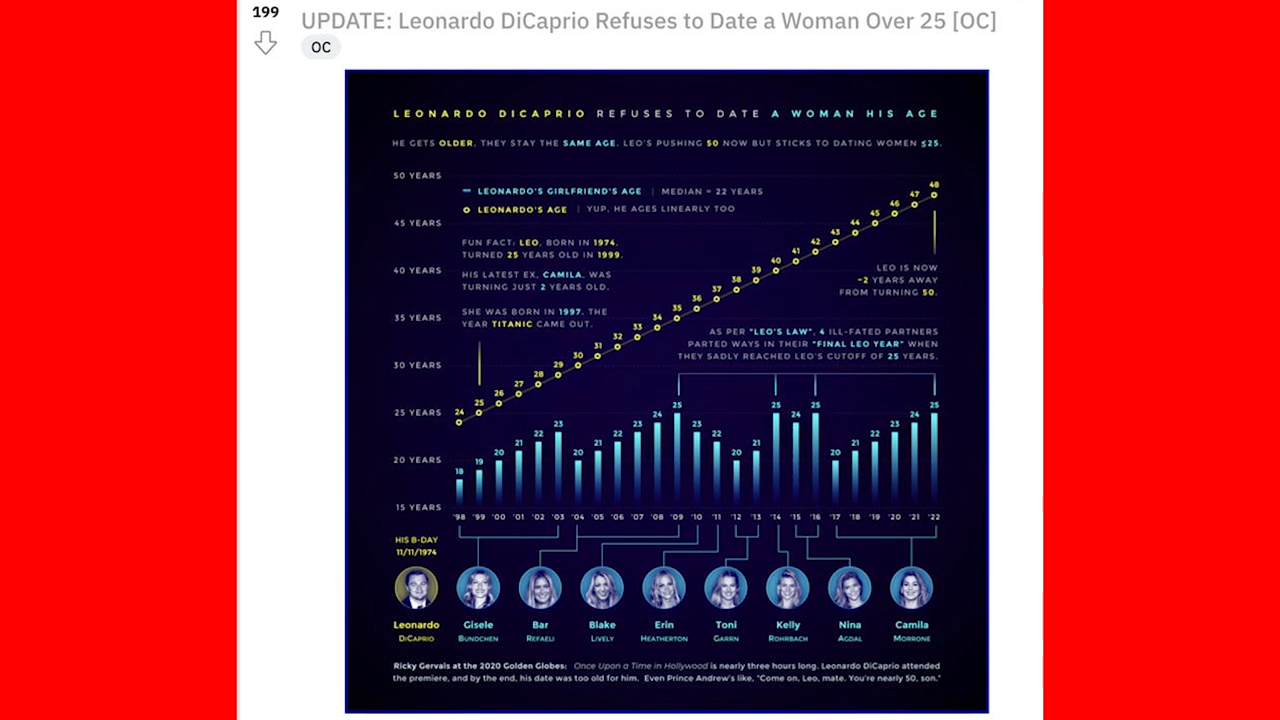 199
UPDATE: Leonardo DiCaprio Refuses to Date a Woman Over 25 [OC]
OC
LEONARDO DICAPRIO REFUSES TO DATE A WOMAN HIS AGE
HE GETS OLDER, THEY STAY THE SAME AGE. LEO'S PUSHING 50 NOW BUT STICKS TO DATING WOMEN ≤25.
50 YEARS
45 YEARS
40 YEARS
35 YEARS
30 YEARS
25 YEARS
20 YEARS
15 YEARS
LEONARDO'S GIRLFRIEND'S AGE | MEDIAN = 22 YEARS
LEONARDO'S AGE | YUP, HE AGES LINEARLY TOO
FUN FACT: LEO, BORN IN 1974,
TURNED 25 YEARS OLD IN 1999.
HIS LATEST EX, CAMILA, WAS
TURNING JUST 2 YEARS OLD.
SHE WAS BORN IN 1997. THE
YEAR TITANIC CAME OUT.
LEO IS NOW
~2 YEARS AWAY
FROM TURNING 50.
AS PER "LEO'S LAW", 4 ILL-FATED PARTNERS
PARTED WAYS IN THEIR "FINAL LEO YEAR" WHEN
THEY SADLY REACHED LEO'S CUTOFF OF 25 YEARS.
24 25 26 27 28 29 30 31 32 33 34 35 36 37 38 39 40 41 42 43 44 45 46 47 48
18 19 20 21 22 23 20 21 22 23 24 25 23 22 20 21 25 24 25 20 21 22 23 24 25
'98 '99 '00 '01 '02 '03 '04 '05 '06 '07 '08 '09 '10 '11 '12 '13 '14 '15 '16 '17 '18 '19 '20 '21 '22
HIS B-DAY
11/11/1974
Leonardo Gisele Bar Blake Erin Toni Kelly Nina Camila
DICAPRIO BUNDCHEN REFAELI LIVELY HEATHERTON GARRN ROHRBACH AGDAL MORRONE
Ricky Gervais at the 2020 Golden Globes: Once Upon a Time in Hollywood is nearly three hours long. Leonardo DiCaprio attended
the premiere, and by the end, his date was too old for him. Even Prince Andrew's like, "Come on, Leo, mate. You're nearly 50, son."